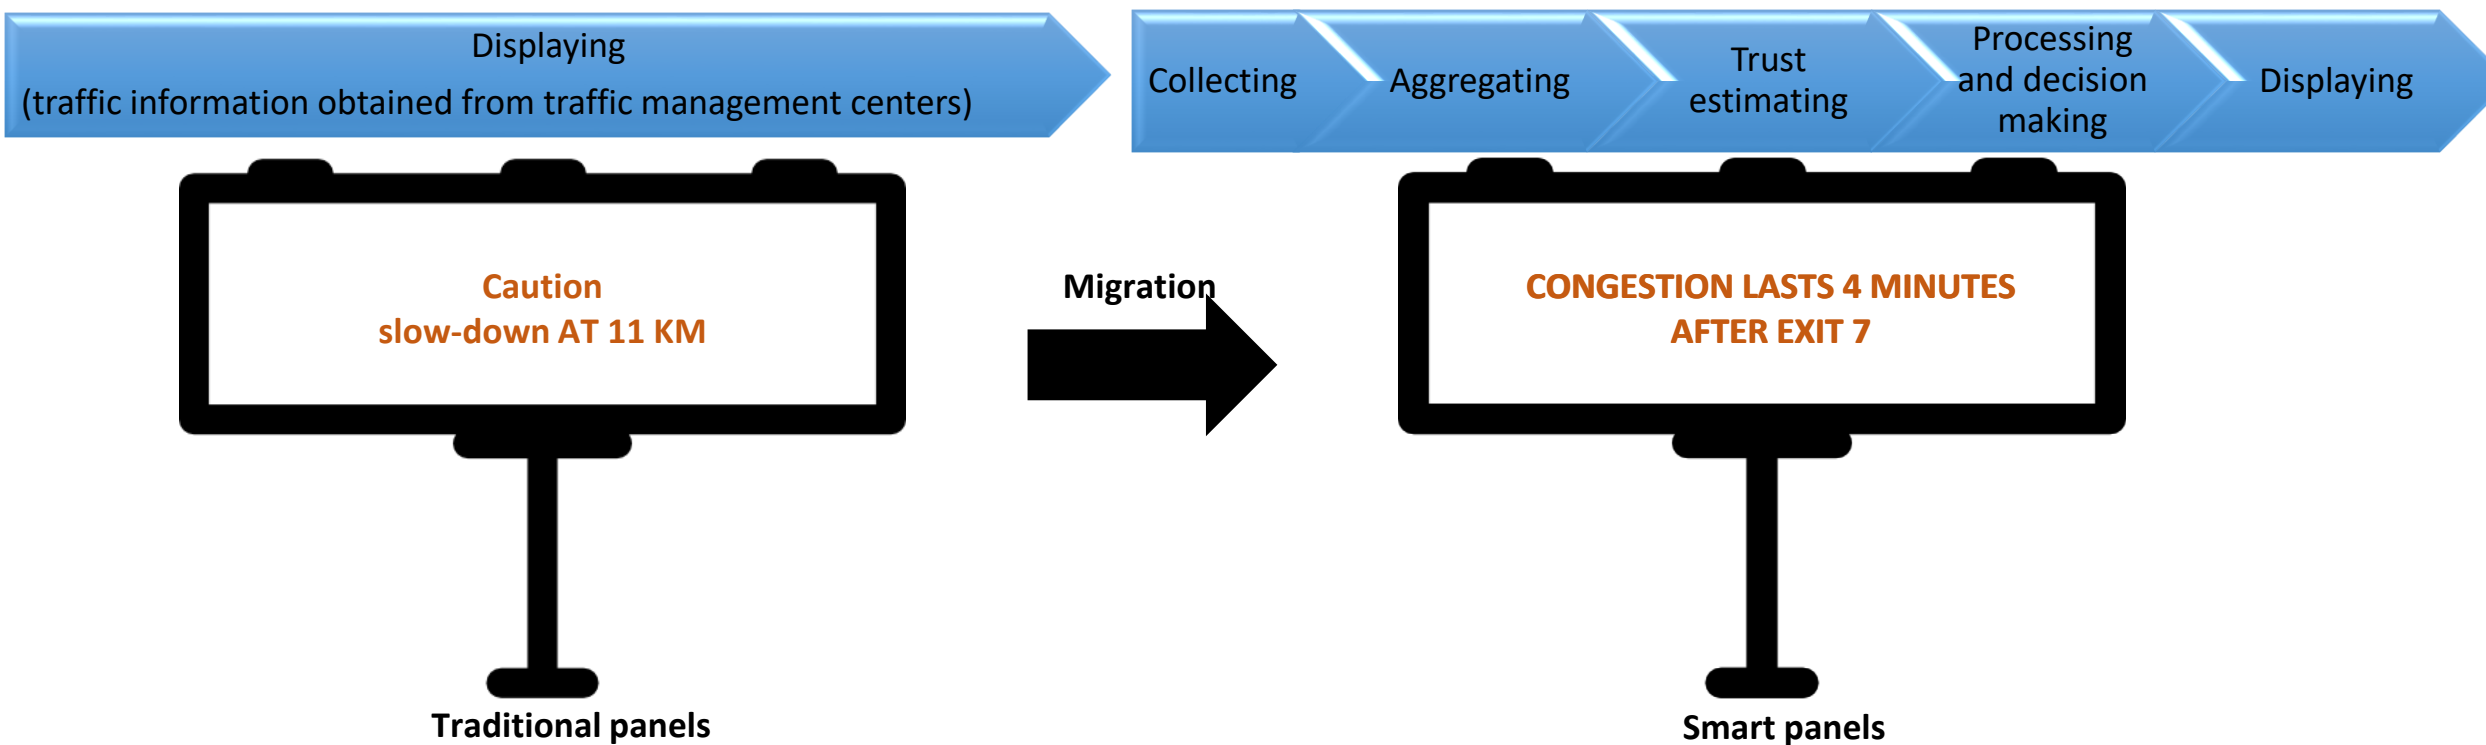 Displaying
(traffic information obtained from traffic management centers)
Collecting
Aggregating
Trust
estimating
Processing
and decision
making
Displaying
Caution
slow-down AT 11 KM
Migration
CONGESTION LASTS 4 MINUTES
AFTER EXIT 7
Traditional panels
Smart panels